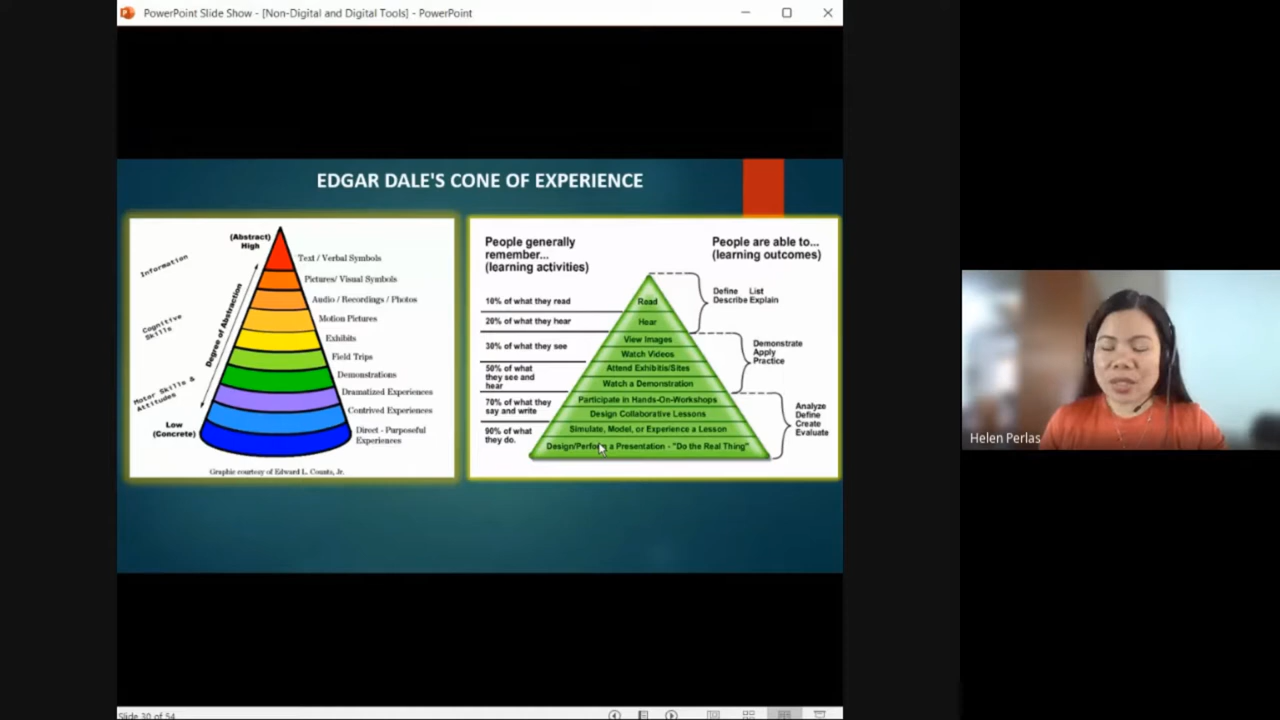 PowerPoint Slide Show - [Non-Digital and Digital Tools] - PowerPoint
EDGAR DALE'S CONE OF EXPERIENCE
(Abstract)
High
Information
Cognitive
Skills
Motor Skills &
Attitudes
Degree of Abstraction
Low
(Concrete)
Text / Verbal Symbols
Pictures/ Visual Symbols
Audio / Recordings / Photos
Motion Pictures
Exhibits
Field Trips
Demonstrations
Dramatized Experiences
Contrived Experiences
Direct - Purposeful
Experiences
Graphic courtesy of Edward L. Counts, Jr.
People generally
remember...
(learning activities)
People are able to...
(learning outcomes)
10% of what they read
20% of what they hear
30% of what they see
50% of what
they see and
hear
70% of what they
say and write
90% of what
they do.
Read
Hear
View Images
Watch Videos
Attend Exhibitis/Sites
Watch a Demonstration
Participate in Hands-On-Workshops
Design Collaborative Lessons
Simulate, Model, or Experience a Lesson
Design/Perform a Presentation - "Do the Real Thing"
Define List
Describe Explain
Demonstrate
Apply
Practice
Analyze
Define
Create
Evaluate
Helen Perlas
Slide 30 of 54